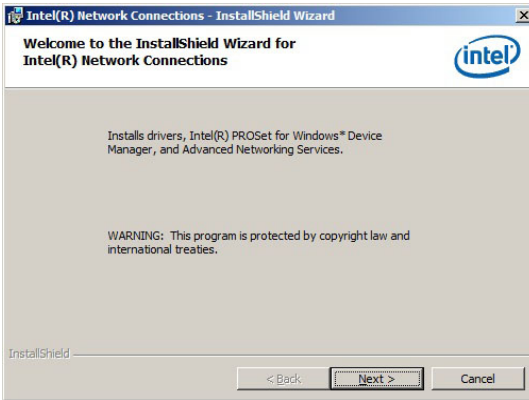 Intel(R) Network Connections - InstallShield Wizard
Welcome to the InstallShield Wizard for
Intel(R) Network Connections
intel
Installs drivers, Intel(R) PROSet for Windows* Device
Manager, and Advanced Networking Services.
WARNING: This program is protected by copyright law and
international treaties.
InstallShield
< Back
Next >
Cancel